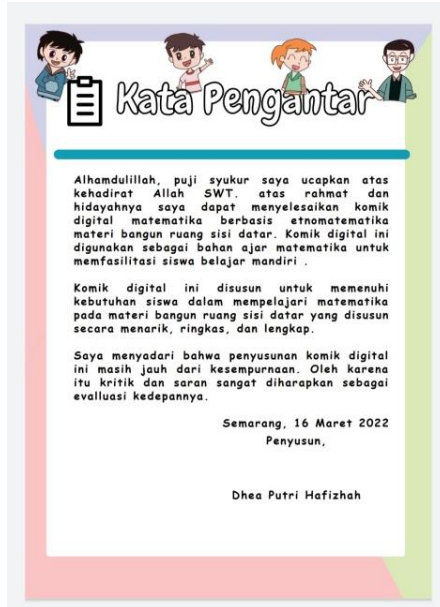 Kata Pengantar
Alhamdulillah, puji syukur saya ucapkan atas
kehadirat Allah SWT. atas rahmat dan
hidayahnya saya dapat menyelesaikan komik
digital matematika berbasis etnomatematika
materi bangun ruang sisi datar. Komik digital ini
digunakan sebagai bahan ajar matematika untuk
memfasilitasi siswa belajar mandiri .
Komik digital ini disusun untuk memenuhi
kebutuhan siswa dalam mempelajari matematika
pada materi bangun ruang sisi datar yang disusun
secara menarik, ringkas, dan lengkap.
Saya menyadari bahwa penyusunan komik digital
ini masih jauh dari kesempurnaan. Oleh karena
itu kritik dan saran sangat diharapkan sebagai
evalluasi kedepannya.
Semarang, 16 Maret 2022
Penyusun,
Dhea Putri Hafizhah